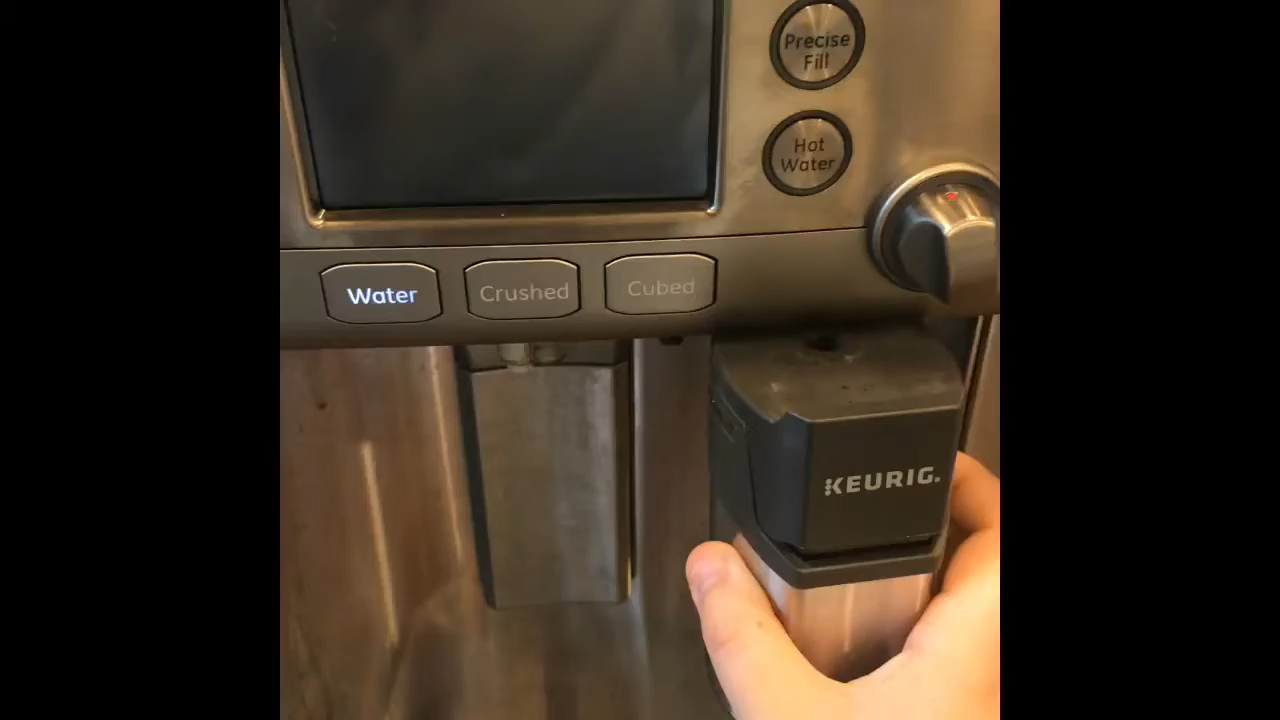 Precise
Fill
Hot
Water
Water
Crushed
Cubed
KEURIG.